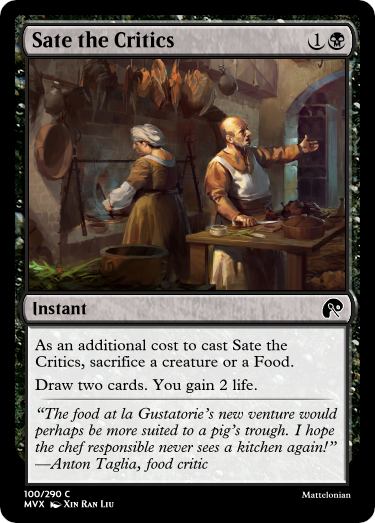 Sate the Critics 1
Instant
As an additional cost to cast Sate the
Critics, sacrifice a creature or a Food.
Draw two cards. You gain 2 life.
“The food at la Gustatorie’s new venture would
perhaps be more suited to a pig’s trough. I hope
the chef responsible never sees a kitchen again!”
—Anton Taglia, food critic
100/290 C
MVX Xin Ran Liu
Mattelonian